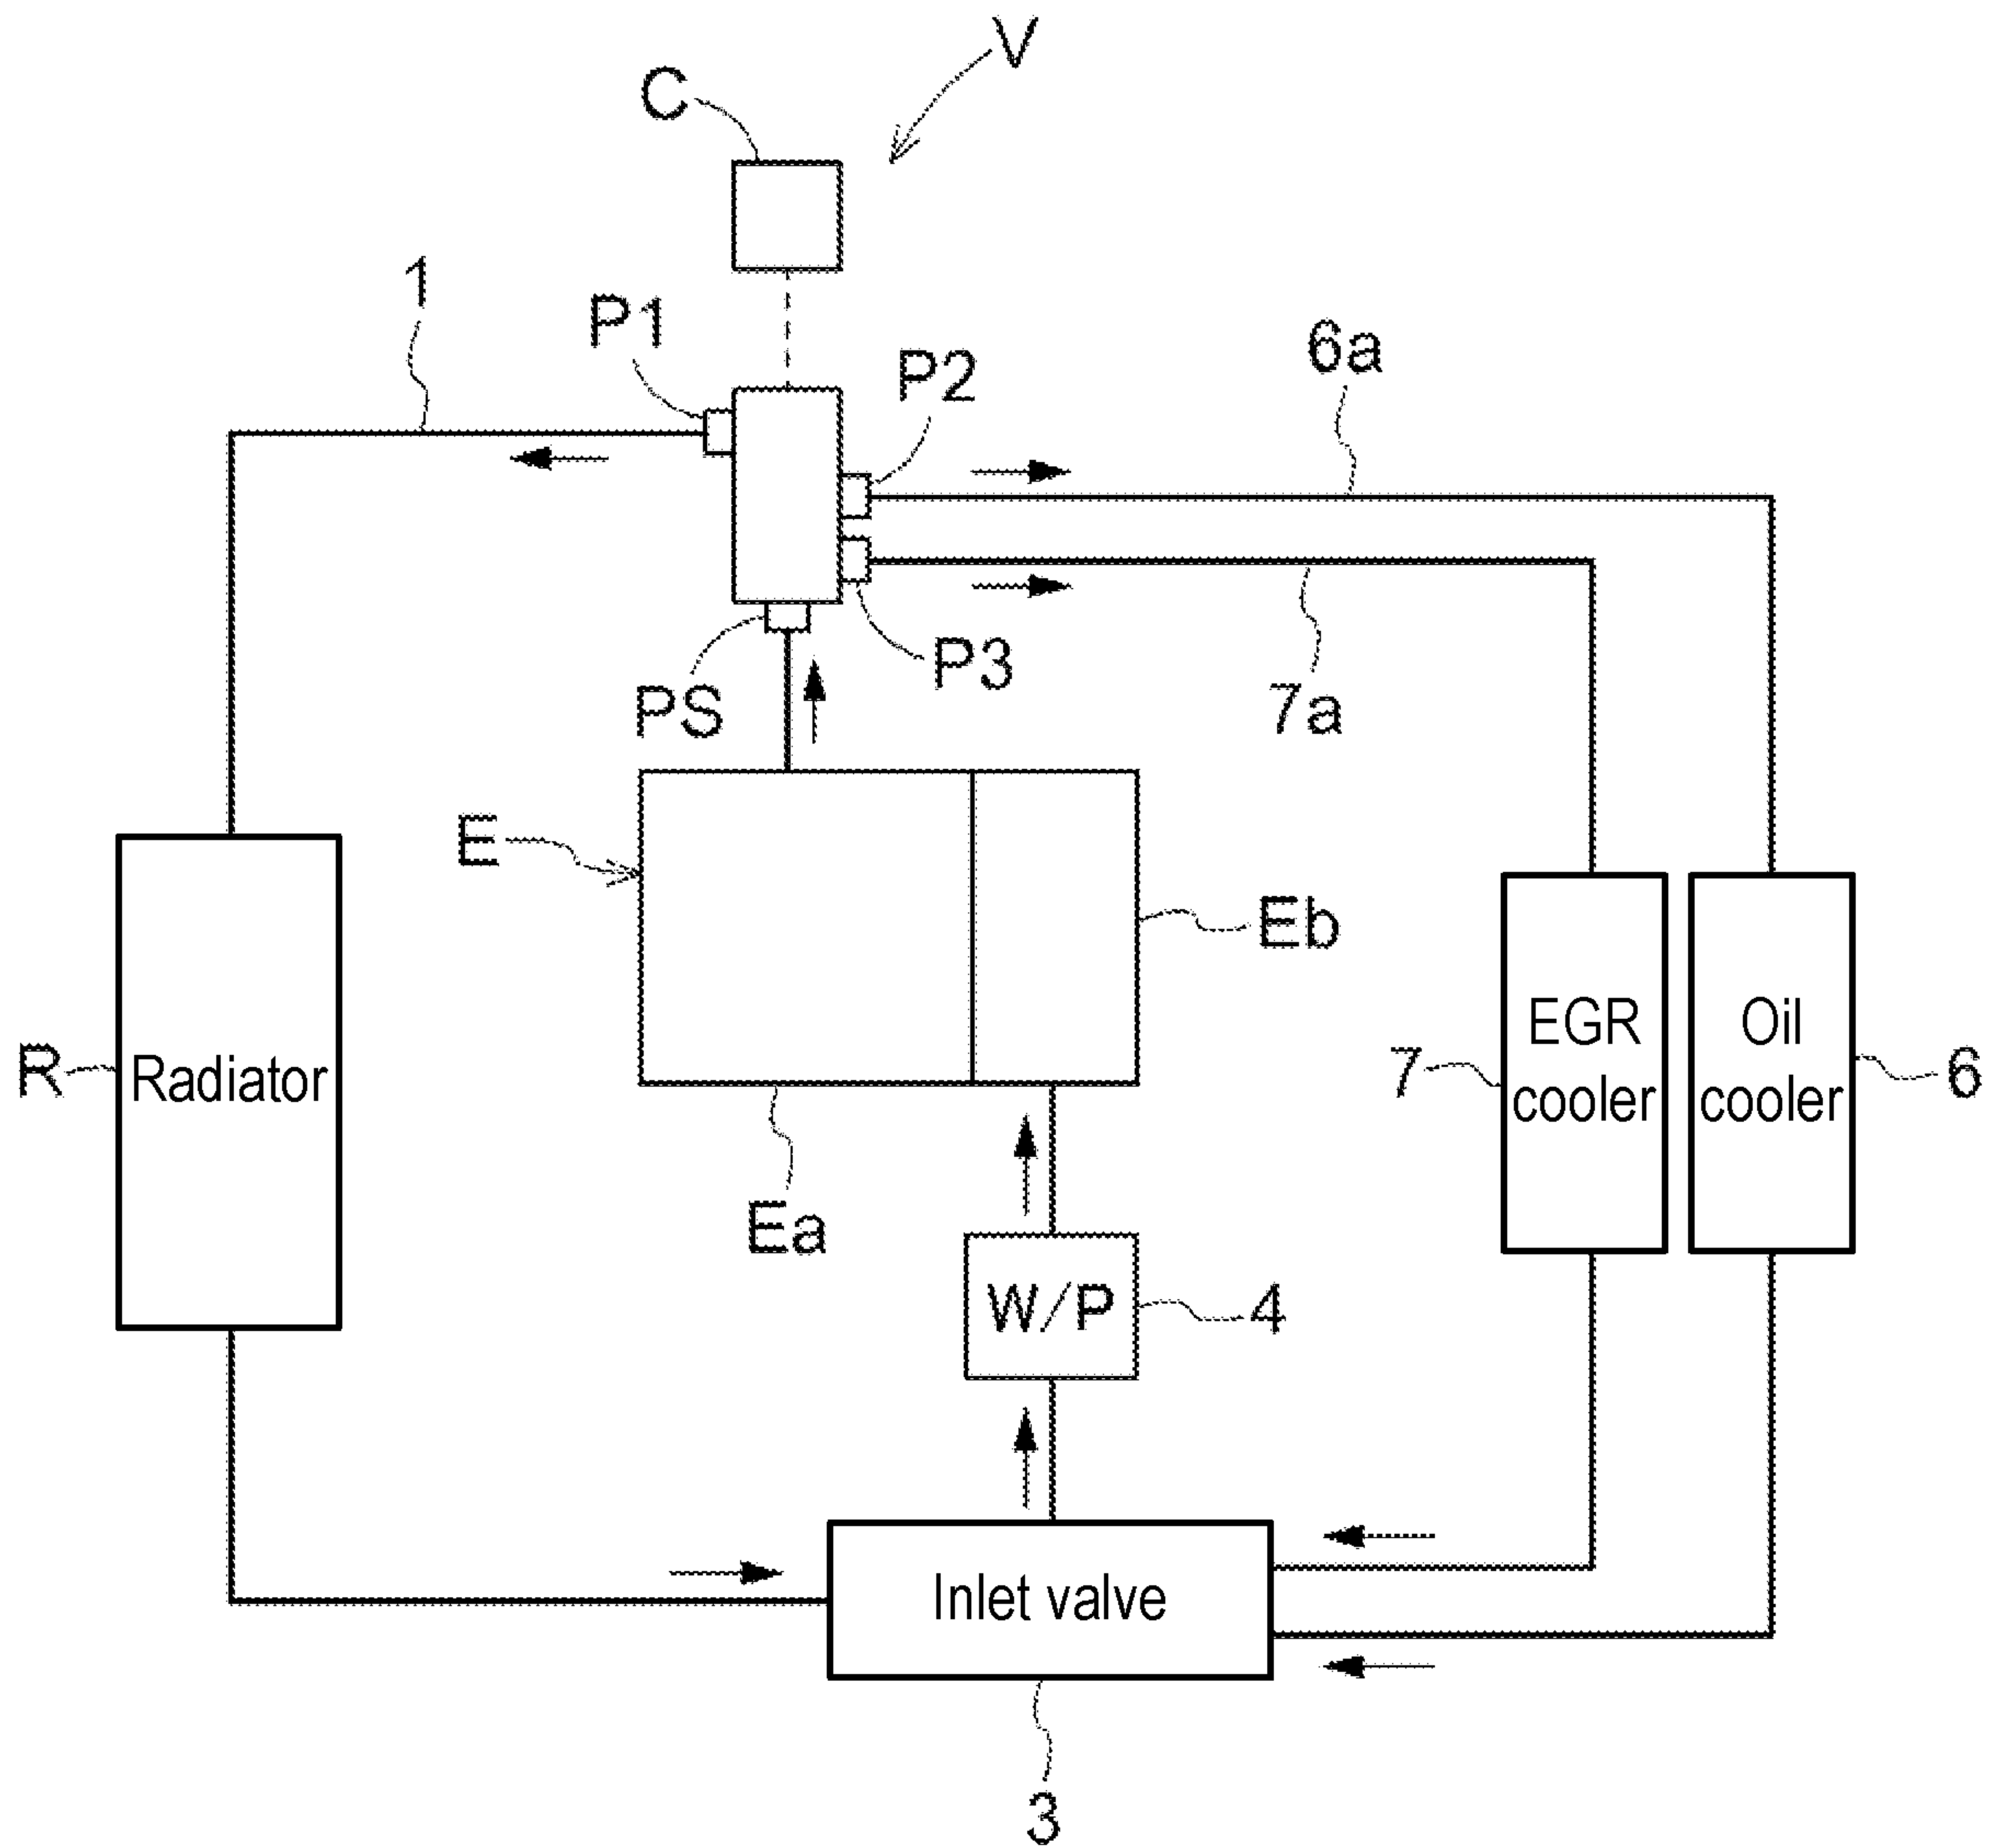 V
C
1
P1
P2
6a
PS
P3
7a
E
Eb
R
Radiator
7
EGR
cooler
Oil
cooler
6
Ea
W/P
4
Inlet valve
3